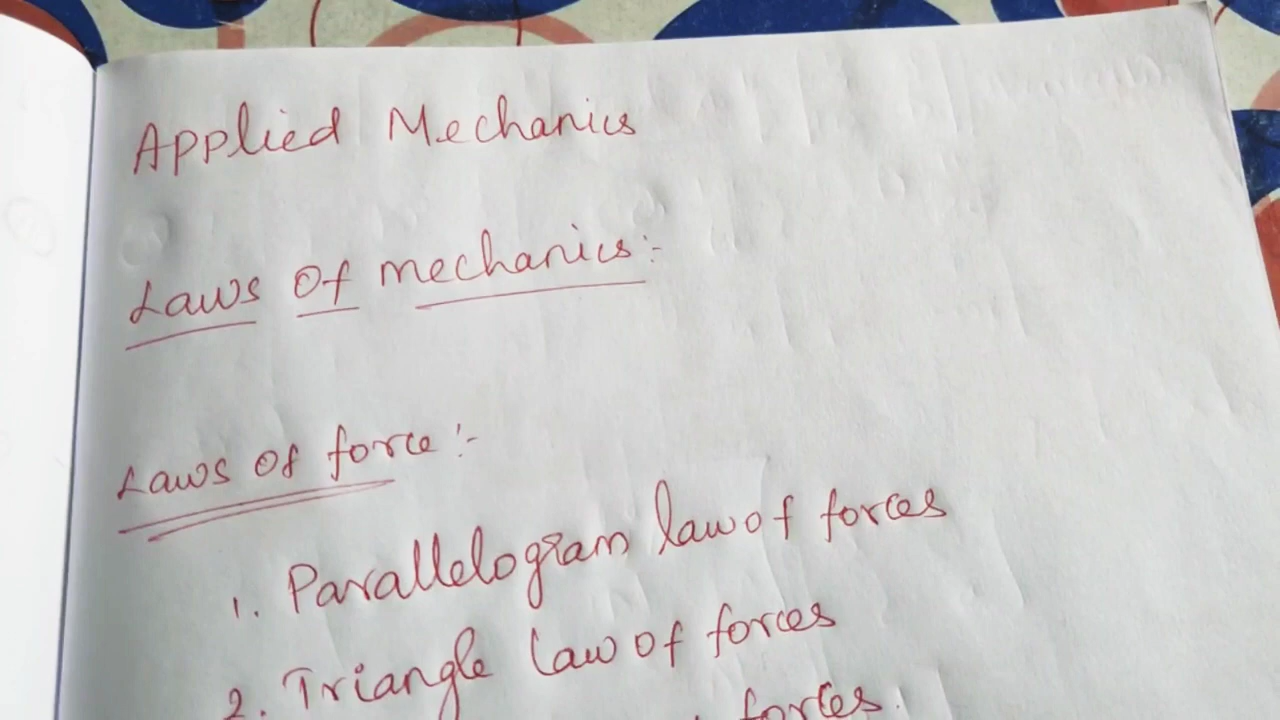 Applied Mechanics
Laws of mechanics:-
Laws of force:-
1. Parallelogram law of forces
2. Triangle law of forces
forces.